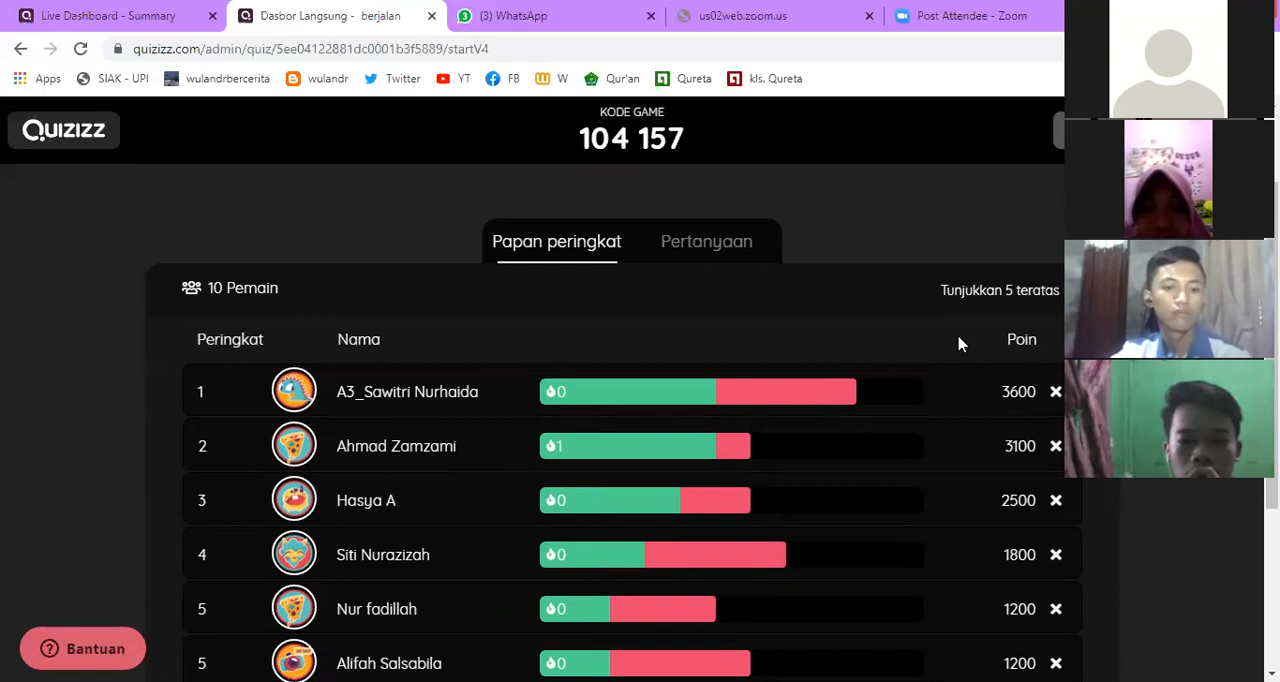 Live Dashboard - Summary
Dasbor Langsung - berjalan
(3) WhatsApp
us02web.zoom.us
Post Attendee - Zoom
quizizz.com/admin/quiz/5ee04122881dc0001b3f5889/startV4
Apps
SIAK - UPI
wulandrbercerita
wulandr
Twitter
YT
FB
W
Qur'an
Qureta
kls. Qureta
Quizizz
KODE GAME
104 157
Papan peringkat
Pertanyaan
10 Pemain
Tunjukkan 5 teratas
Peringkat Nama Poin
1 A3_Sawitri Nurhaida 0 3600
2 Ahmad Zamzami 1 3100
3 Hasya A 0 2500
4 Siti Nurazizah 0 1800
5 Nur fadillah 0 1200
5 Alifah Salsabila 0 1200
Bantuan